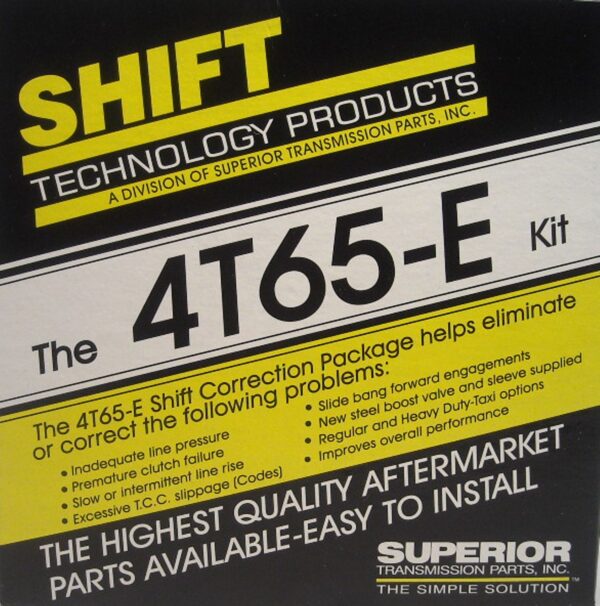 SHIFT
TECHNOLOGY PRODUCTS
A DIVISION OF SUPERIOR TRANSMISSION PARTS, INC.
The 4T65-E Kit
The 4T65-E Shift Correction Package helps eliminate
or correct the following problems:
• Inadequate line pressure
• Premature clutch failure
• Slow or intermittent line rise
• Excessive T.C.C. slippage (Codes)
• Slide bang forward engagements
• New steel boost valve and sleeve supplied
• Regular and Heavy Duty-Taxi options
• Improves overall performance
THE HIGHEST QUALITY AFTERMARKET
PARTS AVAILABLE-EASY TO INSTALL
SUPERIOR
TRANSMISSION PARTS, INC.
THE SIMPLE SOLUTION™